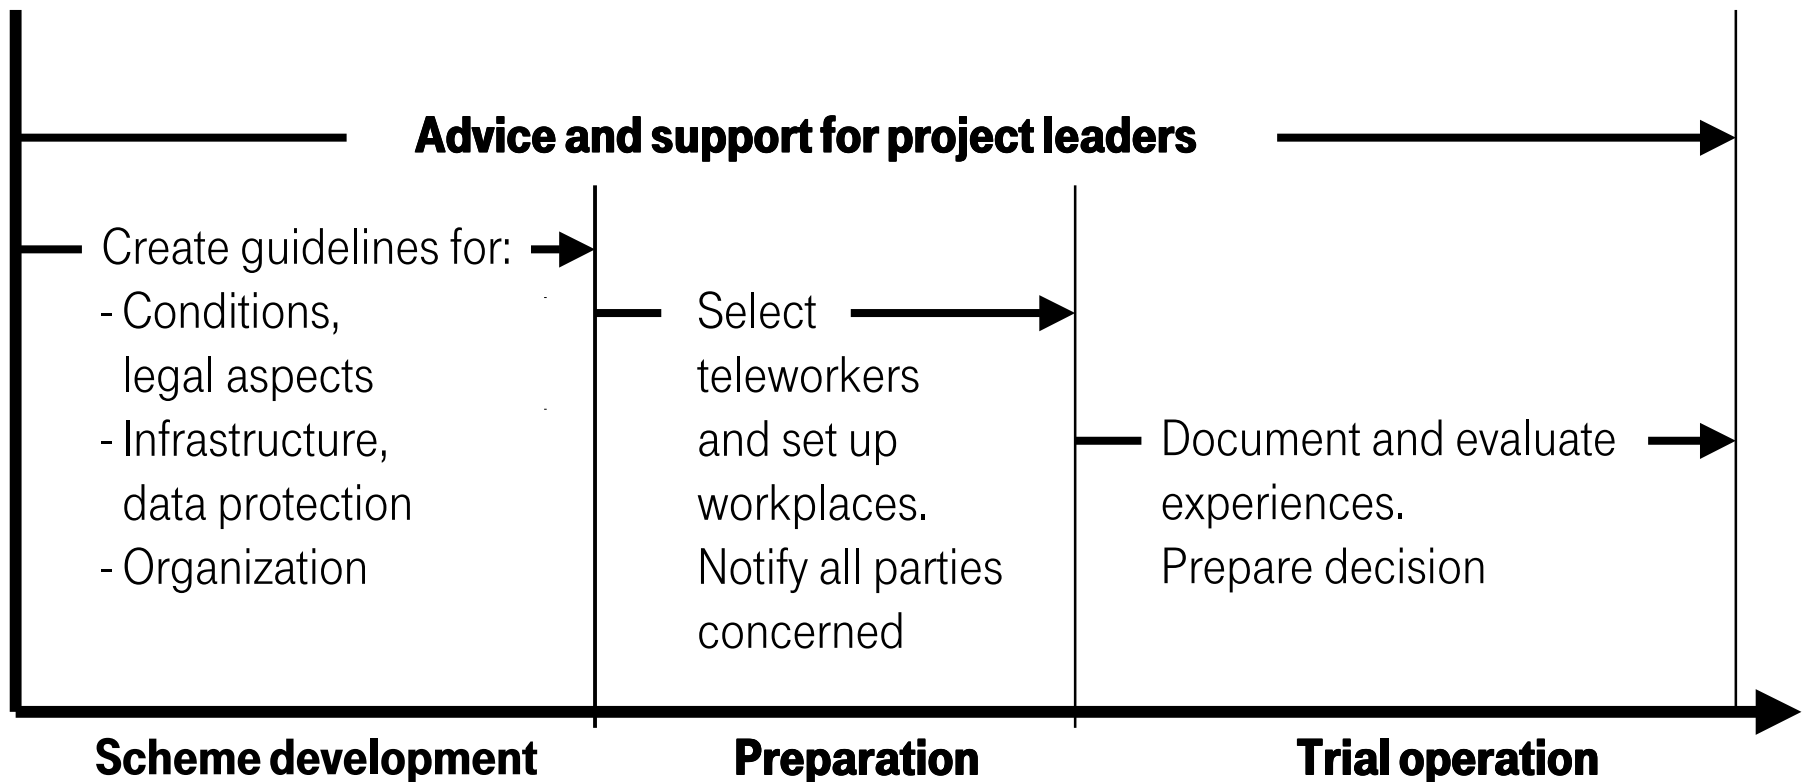 Advice and support for project leaders
Create guidelines for:
- Conditions,
legal aspects
- Infrastructure,
data protection
- Organization
Select
teleworkers
and set up
workplaces.
Notify all parties
concerned
Document and evaluate
experiences.
Prepare decision
Scheme development
Preparation
Trial operation